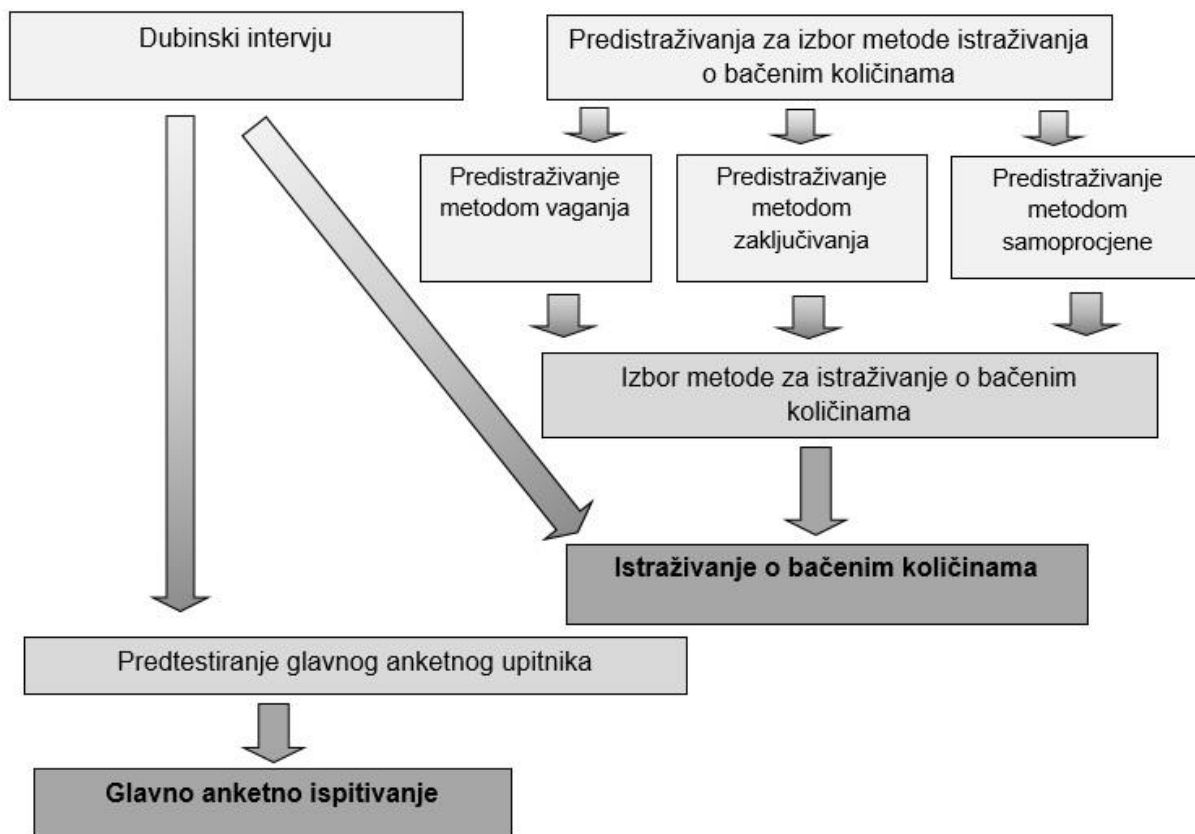 Dubinski intervju
Predistraživanja za izbor metode istraživanja
o bačenim količinama
Predistraživanje
metodom vaganja
Predistraživanje
metodom
zaključivanja
Predistraživanje
metodom
samoprocjene
Izbor metode za istraživanje o bačenim
količinama
Istraživanje o bačenim količinama
Predtestiranje glavnog anketnog upitnika
Glavno anketno ispitivanje